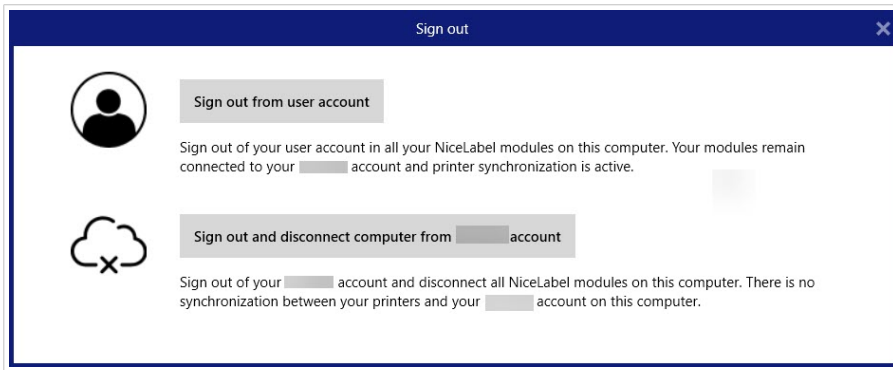 Sign out
Sign out from user account
Sign out of your user account in all your NiceLabel modules on this computer. Your modules remain
connected to your account and printer synchronization is active.
Sign out and disconnect computer from account
Sign out of your account and disconnect all NiceLabel modules on this computer. There is no
synchronization between your printers and your account on this computer.